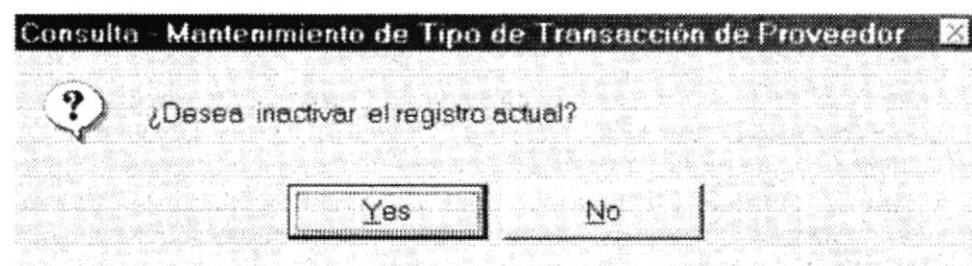 Consulta - Mantenimiento de Tipo de Transacción de Proveedor
?
¿Desea inactivar el registro actual?
Yes No